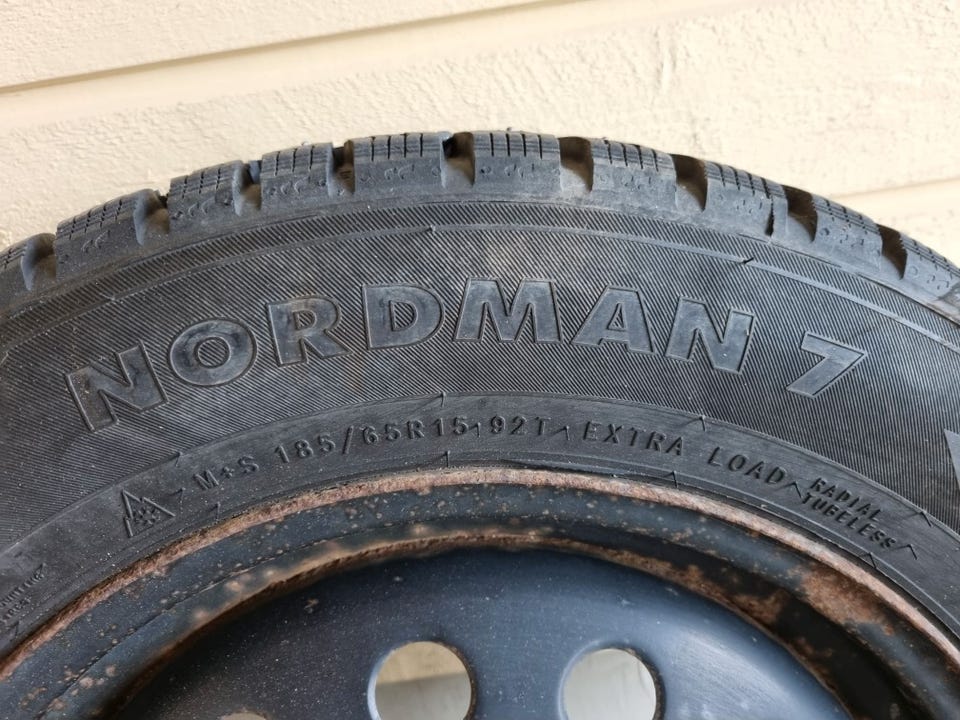 NORDMAN 7
M+S 185/65R15 92T EXTRA LOAD RADIAL
TUBELESS